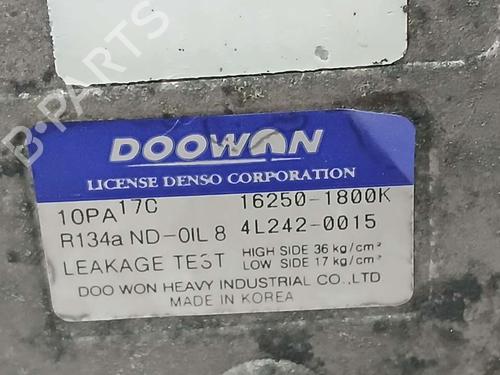 B-PARTS
DOOWON
LICENSE DENSO CORPORATION
10PA17C 16250-1800K
R134a ND-OIL 8 4L242-0015
LEAKAGE TEST HIGH SIDE 36 kg/cm²
LOW SIDE 17 kg/cm²
DOO WON HEAVY INDUSTRIAL CO.,LTD
MADE IN KOREA